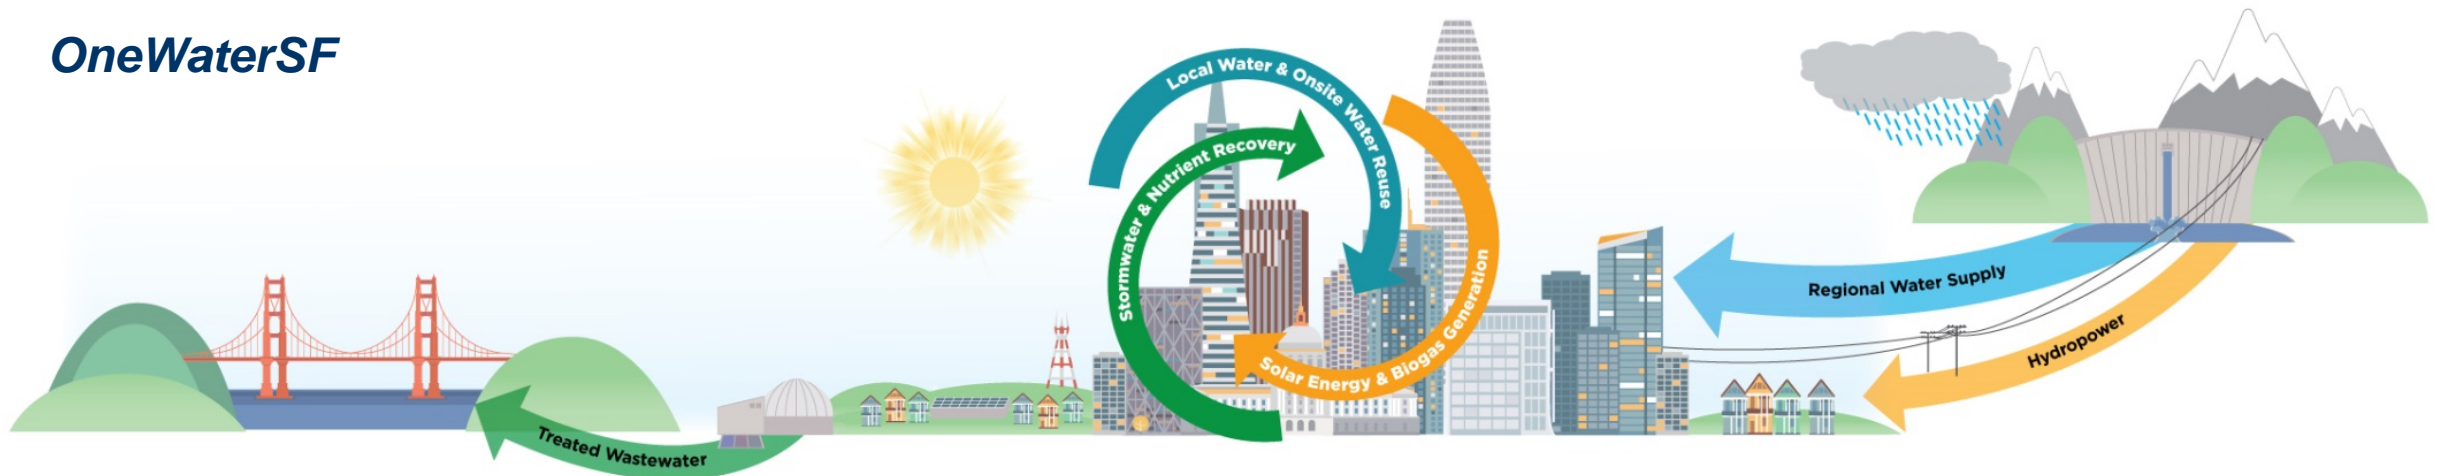 OneWaterSF
Local Water & Onsite Water Reuse
Stormwater & Nutrient Recovery
Solar Energy & Biogas Generation
Regional Water Supply
Hydropower
Treated Wastewater